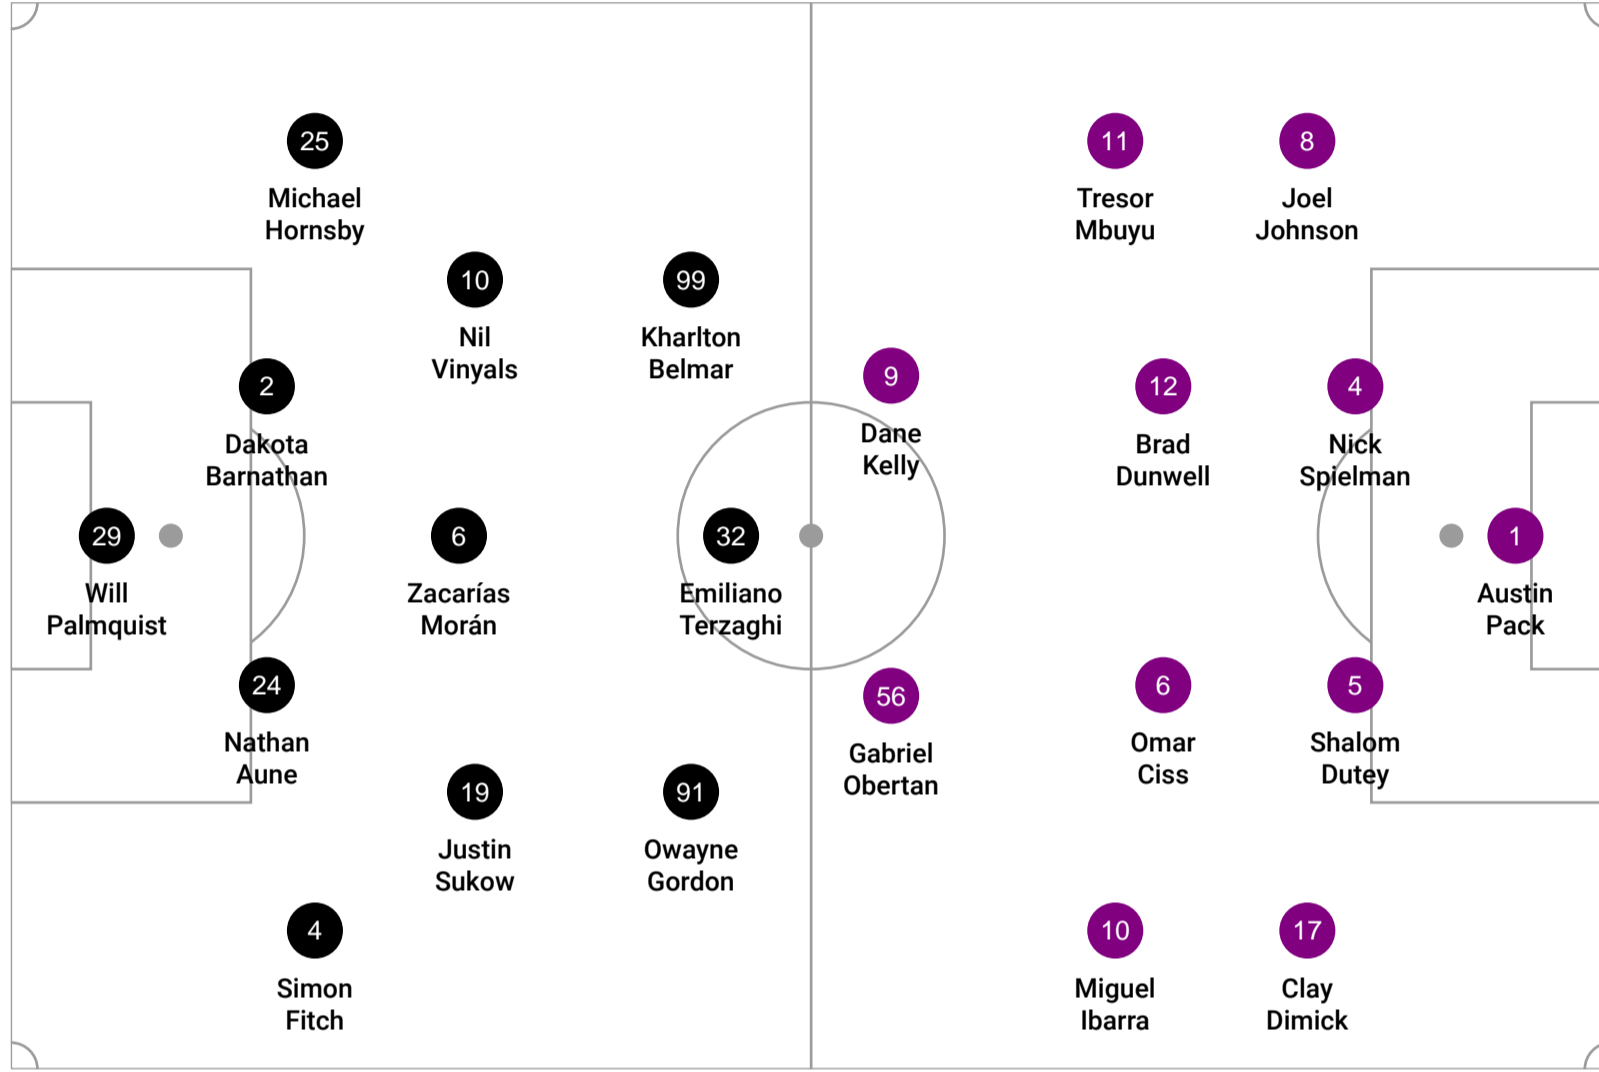 25
Michael
Hornsby
11
Tresor
Mbuyu
8
Joel
Johnson
10
Nil
Vinyals
99
Kharlton
Belmar
9
Dane
Kelly
2
Dakota
Barnathan
12
Brad
Dunwell
4
Nick
Spielman
29
Will
Palmquist
6
Zacarías
Morán
32
Emiliano
Terzaghi
1
Austin
Pack
24
Nathan
Aune
56
Gabriel
Obertan
6
Omar
Ciss
5
Shalom
Dutey
19
Justin
Sukow
91
Owayne
Gordon
4
Simon
Fitch
10
Miguel
Ibarra
17
Clay
Dimick